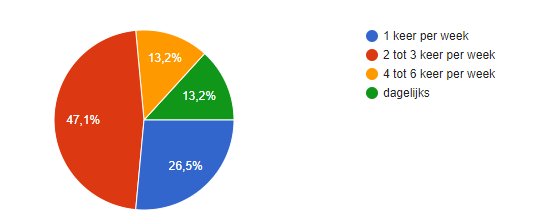 1 keer per week
2 tot 3 keer per week
4 tot 6 keer per week
dagelijks
13,2%
13,2%
47,1%
26,5%